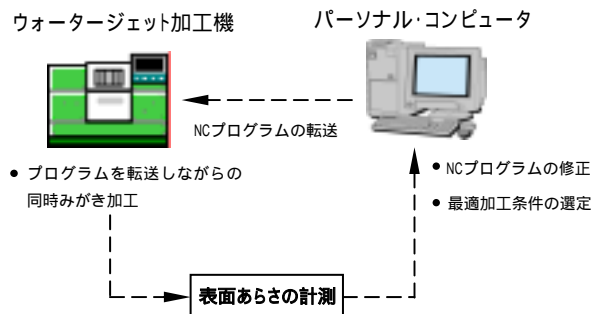 ウォータージェット加工機
パーソナル・コンピュータ
NCプログラムの転送
● プログラムを転送しながらの
同時みがき加工
● NCプログラムの修正
● 最適加工条件の選定
表面あらさの計測